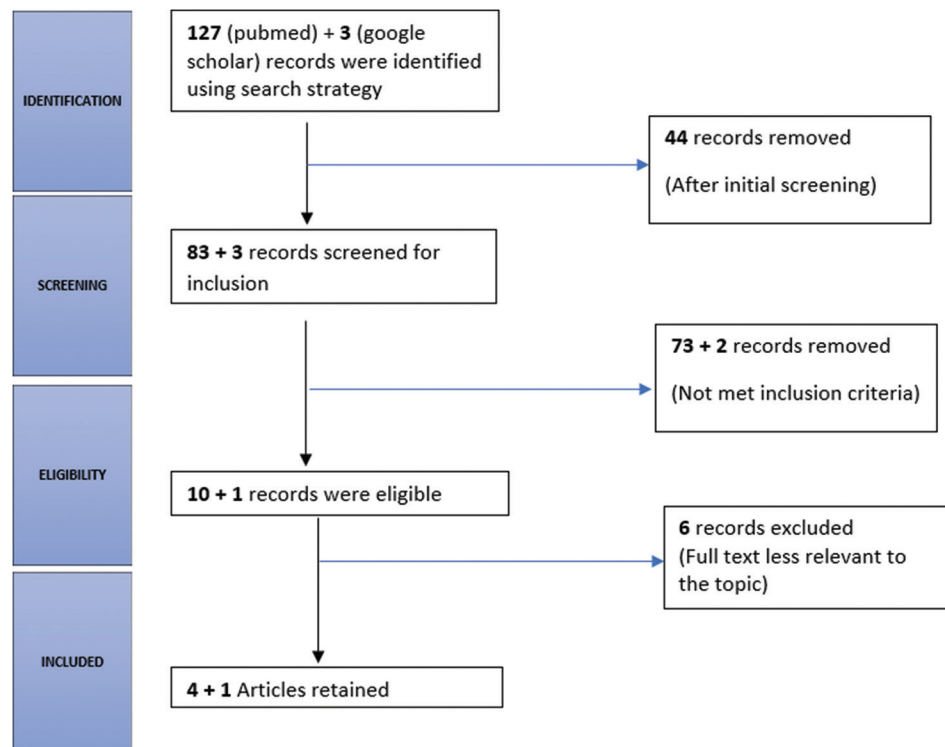 127 (pubmed) + 3 (google
scholar) records were identified
using search strategy
IDENTIFICATION
44 records removed
(After initial screening)
83 + 3 records screened for
inclusion
SCREENING
73 + 2 records removed
(Not met inclusion criteria)
ELIGIBILITY
10 + 1 records were eligible
6 records excluded
(Full text less relevant to
the topic)
INCLUDED
4 + 1 Articles retained